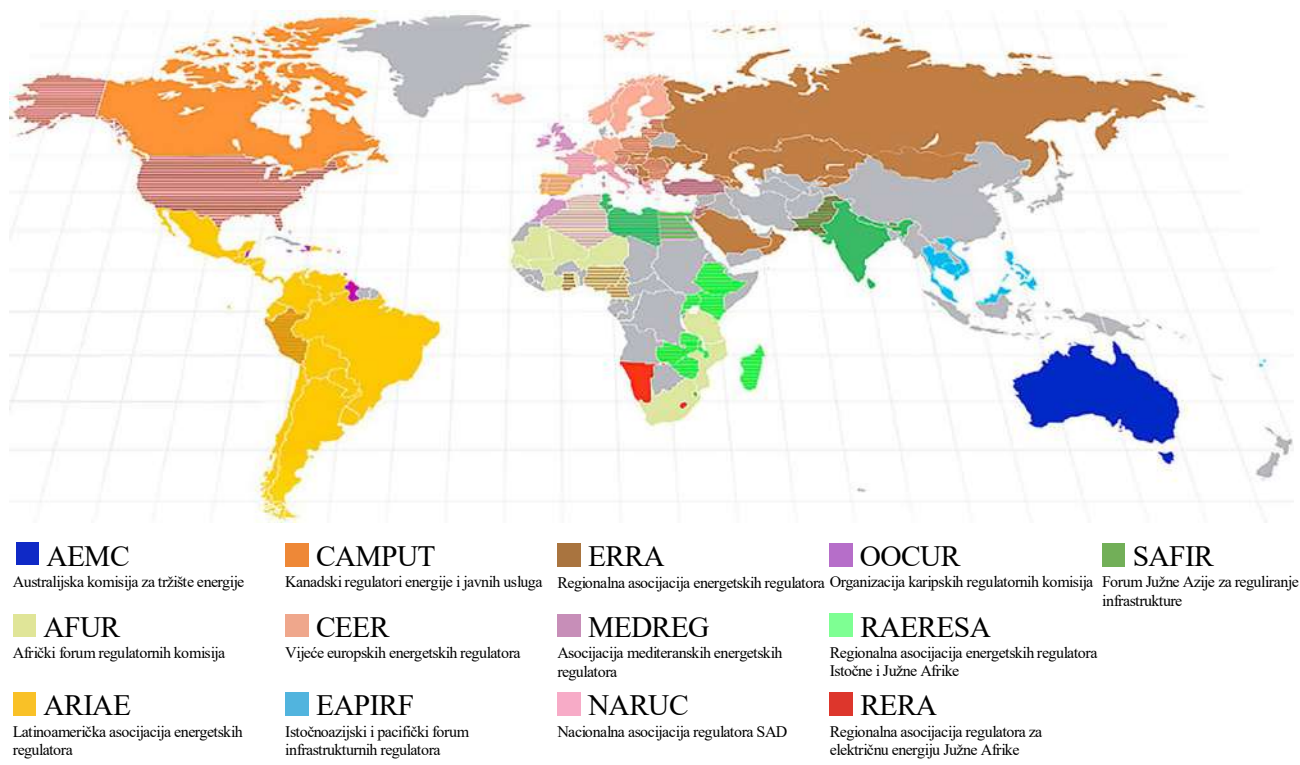 AEMC
Australijska komisija za tržište energije
CAMPUT
Kanadski regulatori energije i javnih usluga
ERRA
Regionalna asocijacija energetskih regulatora
OOCUR
Organizacija karipskih regulatornih komisija
SAFIR
Forum Južne Azije za reguliranje
infrastrukture
AFUR
Afrički forum regulatornih komisija
CEER
Vijeće europskih energetskih regulatora
MEDREG
Asocijacija mediteranskih energetskih
regulatora
RAERESA
Regionalna asocijacija energetskih regulatora
Istočne i Južne Afrike
ARIAE
Latinoamerička asocijacija energetskih
regulatora
EAPIRF
Istočnoazijski i pacifički forum
infrastrukturnih regulatora
NARUC
Nacionalna asocijacija regulatora SAD
RERA
Regionalna asocijacija regulatora za
električnu energiju Južne Afrike